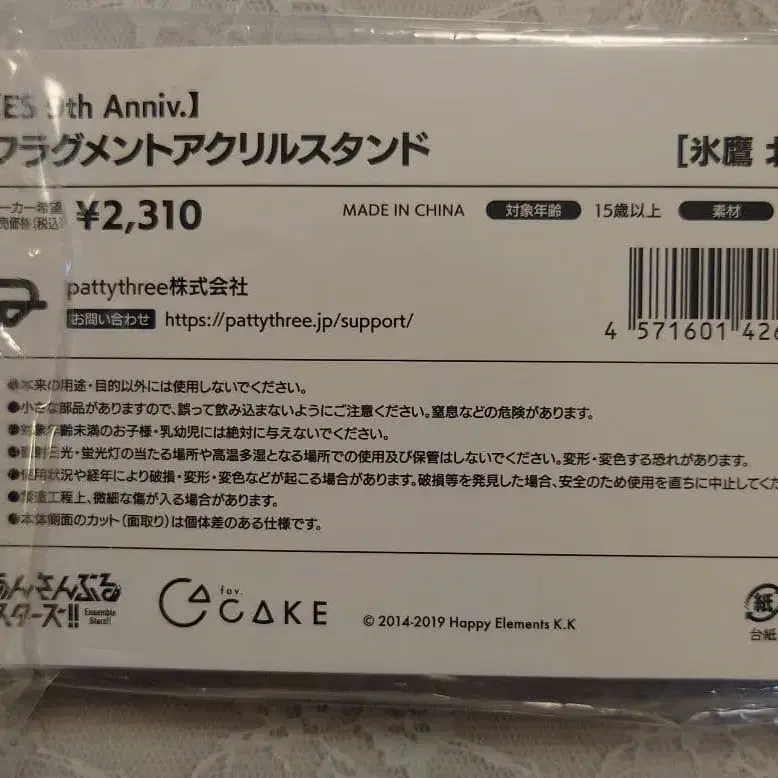 ES 9th Anniv.】
フラグメントアクリルスタンド
[氷鷹 北
ーカー希望
売価格(税込) ¥2,310
MADE IN CHINA 対象年齢 15歳以上 素材
pattythree株式会社
お問い合わせ https://pattythree.jp/support/
4 571601 426
●本来の用途・目的以外には使用しないでください。
●小さな部品がありますので、誤って飲み込まないようにご注意ください。窒息などの危険があります。
●対象年齢未満のお子様・乳幼児には絶対に与えないでください。
●直射日光・蛍光灯の当たる場所や高温多湿となる場所での使用及び保管はしないでください。変形・変色する恐れがあります。
●使用状況や経年により破損・変形・変色などが起こる場合があります。破損等を発見した場合、安全のため使用を直ちに中止してくだ
●製造工程上、微細な傷が入る場合があります。
●本体側面のカット(面取り)は個体差のある仕様です。
あんさんぶる
スターズ!!
Ensemble
Stars!!
fav.
CAKE
© 2014-2019 Happy Elements K.K
紙
台紙